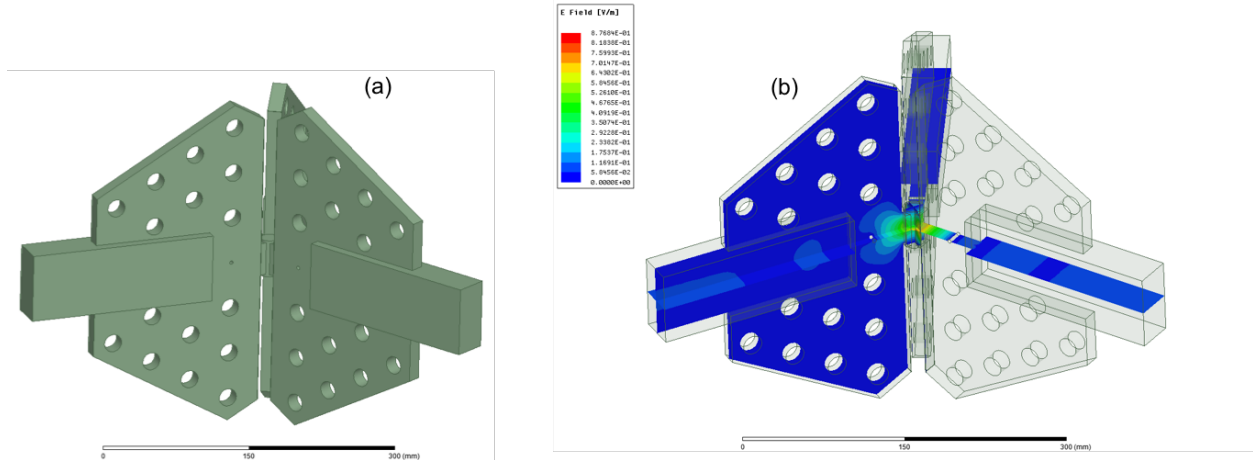 E Field [V/m]
8.7684E-01
8.1838E-01
7.5993E-01
7.0147E-01
6.4302E-01
5.8456E-01
5.2610E-01
4.6765E-01
4.0919E-01
3.5074E-01
2.9228E-01
2.3382E-01
1.7537E-01
1.1691E-01
5.8456E-02
0.0000E+00
(a)
(b)
0
150
300 (mm)
0
150
300 (mm)